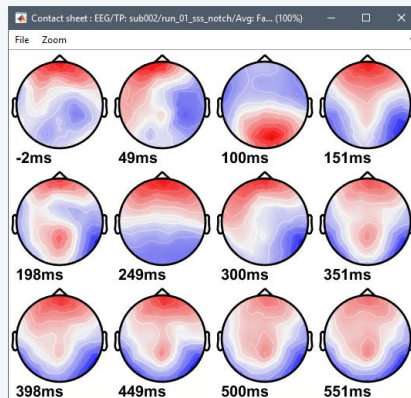 Contact sheet : EEG/TP: sub002/run_01_sss_notch/Avg: Fa... (100%)
File Zoom
-2ms 49ms 100ms 151ms
198ms 249ms 300ms 351ms
398ms 449ms 500ms 551ms